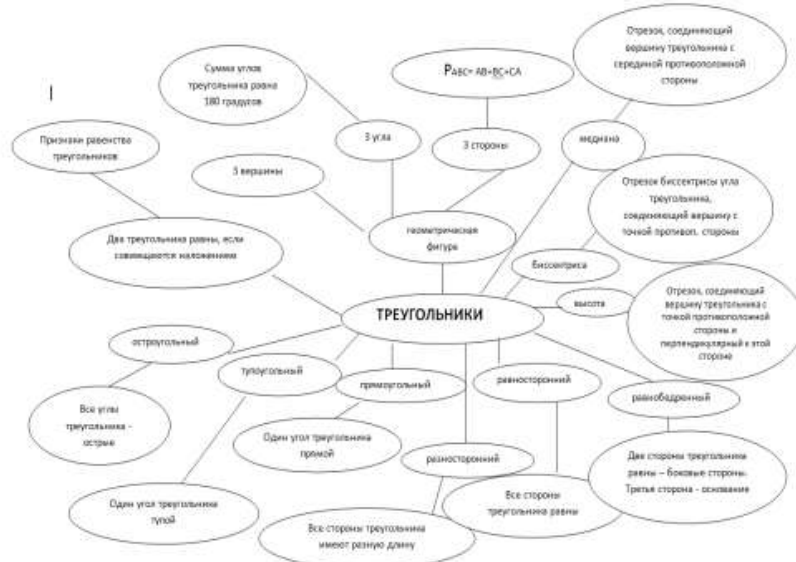 Отрезок, соединяющий
вершину треугольника с
серединой противоположной
стороны
Сумма углов
треугольника равна
180 градусов
PABC= AB+BC+CA
Признаки равенства
треугольников
3 угла
3 стороны
медиана
3 вершины
Отрезок биссектрисы угла
треугольника,
соединяющий вершину с
точкой противоп. стороны
геометрическая
фигура
Два треугольника равны, если
совмещаются наложением
биссектриса
высота
Отрезок, соединяющий
вершину треугольника с
точкой противоположной
стороны и
перпендикулярный к этой
стороне
ТРЕУГОЛЬНИКИ
остроугольный
тупоугольный
прямоугольный
равносторонний
равнобедренный
Все углы
треугольника -
острые
Один угол треугольника
прямой
разносторонний
Две стороны треугольника
равны – боковые стороны.
Третья сторона - основание
Один угол треугольника
тупой
Все стороны
треугольника равны
Все стороны треугольника
имеют разную длину